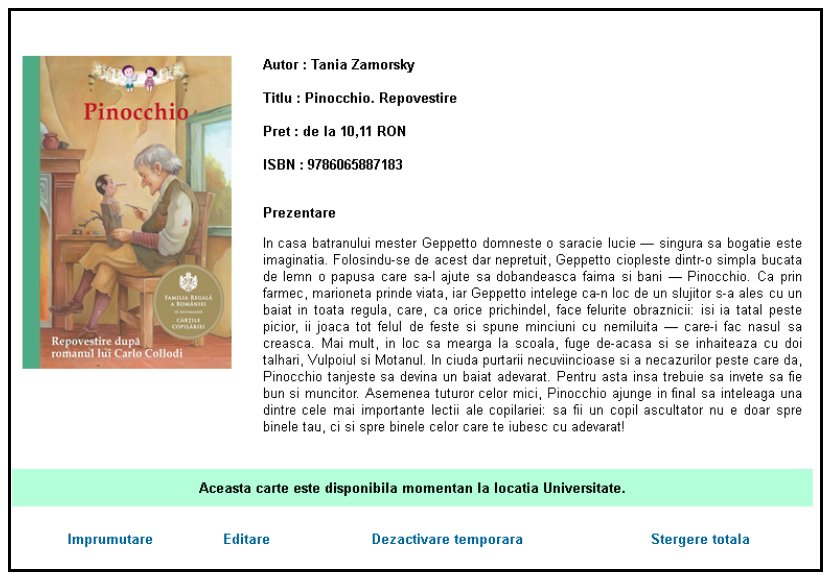 Pinocchio
FAMILIA REGALĂ
A ROMÂNIEI
CĂRȚILE
COPILĂRIEI
Repovestire după
romanul lui Carlo Collodi
Autor : Tania Zamorsky
Titlu : Pinocchio. Repovestire
Pret : de la 10,11 RON
ISBN : 9786065887183
Prezentare
In casa batranului mester Geppetto domneste o saracie lucie — singura sa bogatie este
imaginatia. Folosindu-se de acest dar nepretuit, Geppetto ciopleste dintr-o simpla bucata
de lemn o papusa care sa-l ajute sa dobandeasca faima si bani — Pinocchio. Ca prin
farmec, marioneta prinde viata, iar Geppetto intelege ca-n loc de un slujitor s-a ales cu un
baiat in toata regula, care, ca orice prichindel, face felurite obraznicii: isi ia tatal peste
picior, ii joaca tot felul de feste si spune minciuni cu nemiluita — care-i fac nasul sa
creasca. Mai mult, in loc sa mearga la scoala, fuge de-acasa si se inhaiteaza cu doi
talhari, Vulpoiul si Motanul. In ciuda purtarii necuviincioase si a necazurilor peste care da,
Pinocchio tanjeste sa devina un baiat adevarat. Pentru asta insa trebuie sa invete sa fie
bun si muncitor. Asemenea tuturor celor mici, Pinocchio ajunge in final sa inteleaga una
dintre cele mai importante lectii ale copilariei: sa fii un copil ascultator nu e doar spre
binele tau, ci si spre binele celor care te iubesc cu adevarat!
Aceasta carte este disponibila momentan la locatia Universitate.
Imprumutare Editare Dezactivare temporara Stergere totala